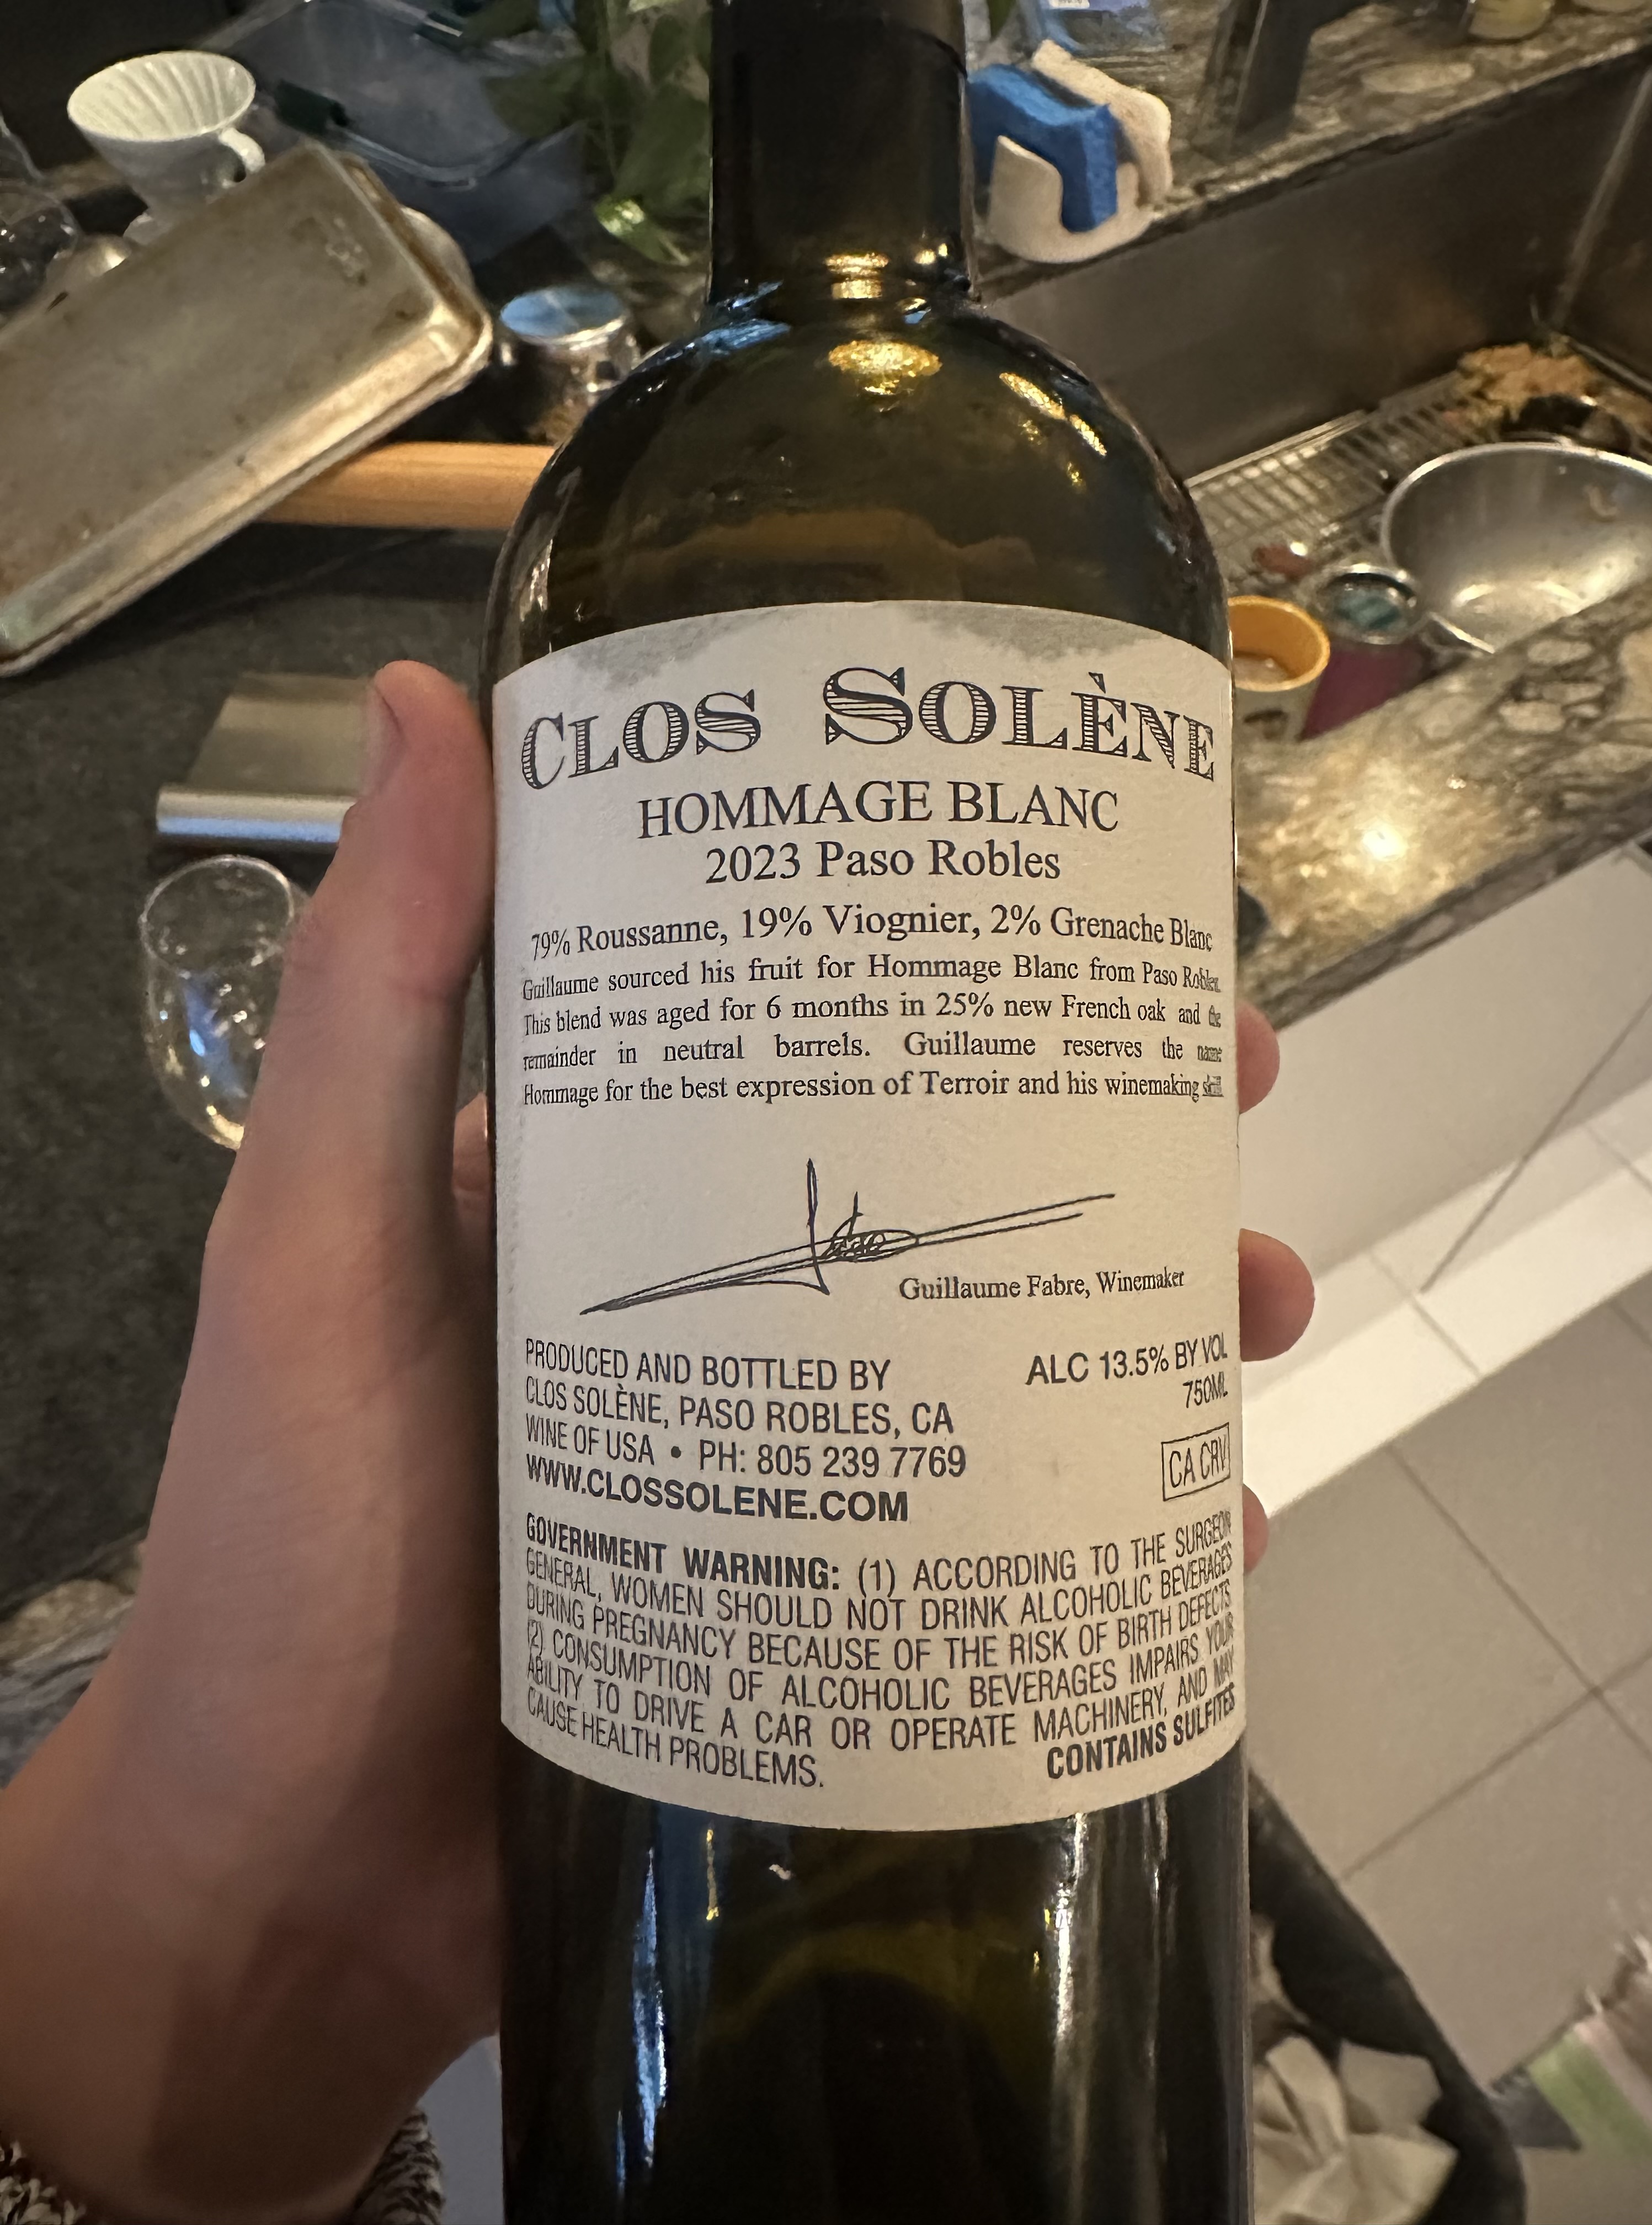 CLOS SOLÈNE
HOMMAGE BLANC
2023 Paso Robles
79% Roussanne, 19% Viognier, 2% Grenache Blanc
Guillaume sourced his fruit for Hommage Blanc from Paso Robles.
This blend was aged for 6 months in 25% new French oak and the
remainder in neutral barrels. Guillaume reserves the name
Hommage for the best expression of Terroir and his winemaking skill
Guillaume Fabre, Winemaker
PRODUCED AND BOTTLED BY
CLOS SOLÈNE, PASO ROBLES, CA
WINE OF USA • PH: 805 239 7769
WWW.CLOSSOLENE.COM
ALC 13.5% BY VOL
750ML
CA CRV
GOVERNMENT WARNING: (1) ACCORDING TO THE SURGEON
GENERAL, WOMEN SHOULD NOT DRINK ALCOHOLIC BEVERAGES
DURING PREGNANCY BECAUSE OF THE RISK OF BIRTH DEFECTS
(2) CONSUMPTION OF ALCOHOLIC BEVERAGES IMPAIRS YOUR
ABILITY TO DRIVE A CAR OR OPERATE MACHINERY, AND MAY
CAUSE HEALTH PROBLEMS.
CONTAINS SULFITES